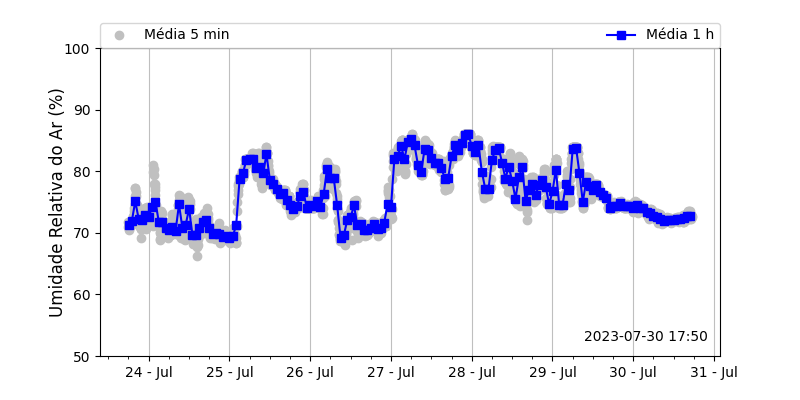 Média 5 min
Média 1 h
Umidade Relativa do Ar (%)
100
90
80
70
60
50
2023-07-30 17:50
24 - Jul
25 - Jul
26 - Jul
27 - Jul
28 - Jul
29 - Jul
30 - Jul
31 - Jul